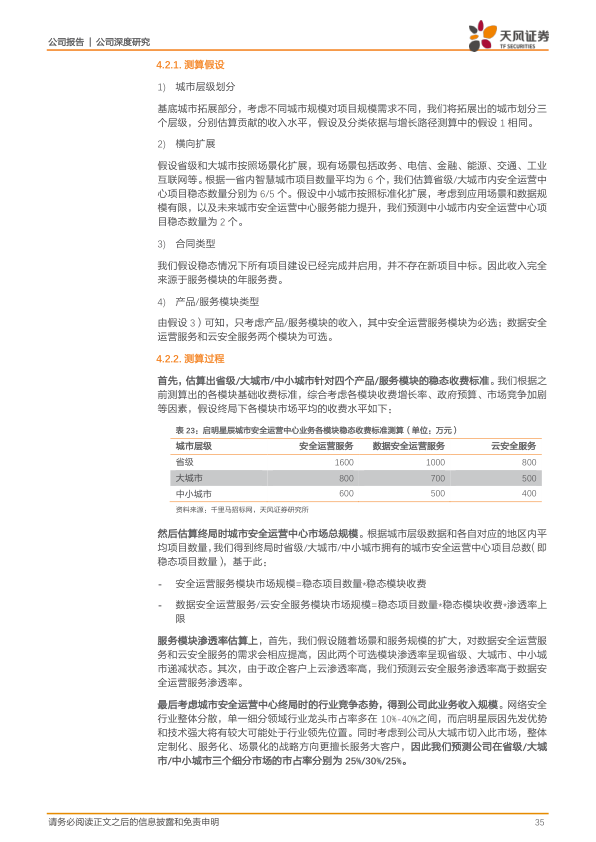 公司报告 | 公司深度研究
天风证券
TF SECURITIES
4.2.1. 测算假设
1) 城市层级划分
基底城市拓展部分，考虑不同城市规模对项目规模需求不同，我们将拓展出的城市划分三
个层级，分别估算贡献的收入水平，假设及分类依据与增长路径测算中的假设 1 相同。
2) 横向扩展
假设省级和大城市按照场景化扩展，现有场景包括政务、电信、金融、能源、交通、工业
互联网等。根据一省内智慧城市项目数量平均为 6 个，我们估算省级/大城市内安全运营中
心项目稳态数量分别为 6/5 个。假设中小城市按照标准化扩展，考虑到应用场景和数据规
模有限，以及未来城市安全运营中心服务能力提升，我们预测中小城市内安全运营中心项
目稳态数量为 2 个。
3) 合同类型
我们假设稳态情况下所有项目建设已经完成并启用，并不存在新项目中标。因此收入完全
来源于服务模块的年服务费。
4) 产品/服务模块类型
由假设 3）可知，只考虑产品/服务模块的收入，其中安全运营服务模块为必选；数据安全
运营服务和云安全服务两个模块为可选。
4.2.2. 测算过程
首先，估算出省级/大城市/中小城市针对四个产品/服务模块的稳态收费标准。我们根据之
前测算出的各模块基础收费标准，综合考虑各模块收费增长率、政府预算、市场竞争加剧
等因素，假设终局下各模块市场平均的收费水平如下：
表 23：启明星辰城市安全运营中心业务各模块稳态收费标准测算（单位：万元）
城市层级 安全运营服务 数据安全运营服务 云安全服务
省级 1600 1000 800
大城市 800 700 500
中小城市 600 500 400
资料来源：千里马招标网，天风证券研究所
然后估算终局时城市安全运营中心市场总规模。根据城市层级数据和各自对应的地区内平
均项目数量，我们得到终局时省级/大城市/中小城市拥有的城市安全运营中心项目总数（即
稳态项目数量），基于此：
- 安全运营服务模块市场规模=稳态项目数量*稳态模块收费
- 数据安全运营服务/云安全服务模块市场规模=稳态项目数量*稳态模块收费*渗透率上
限
服务模块渗透率估算上，首先，我们假设随着场景和服务规模的扩大，对数据安全运营服
务和云安全服务的需求会相应提高，因此两个可选模块渗透率呈现省级、大城市、中小城
市递减状态。其次，由于政企客户上云渗透率高，我们预测云安全服务渗透率高于数据安
全运营服务渗透率。
最后考虑城市安全运营中心终局时的行业竞争态势，得到公司此业务收入规模。网络安全
行业整体分散，单一细分领域行业龙头市占率多在 10%-40%之间，而启明星辰因先发优势
和技术强大将有较大可能处于行业领先位置。同时考虑到公司从大城市切入此市场，整体
定制化、服务化、场景化的战略方向更擅长服务大客户，因此我们预测公司在省级/大城
市/中小城市三个细分市场的市占率分别为 25%/30%/25%。
请务必阅读正文之后的信息披露和免责申明 35